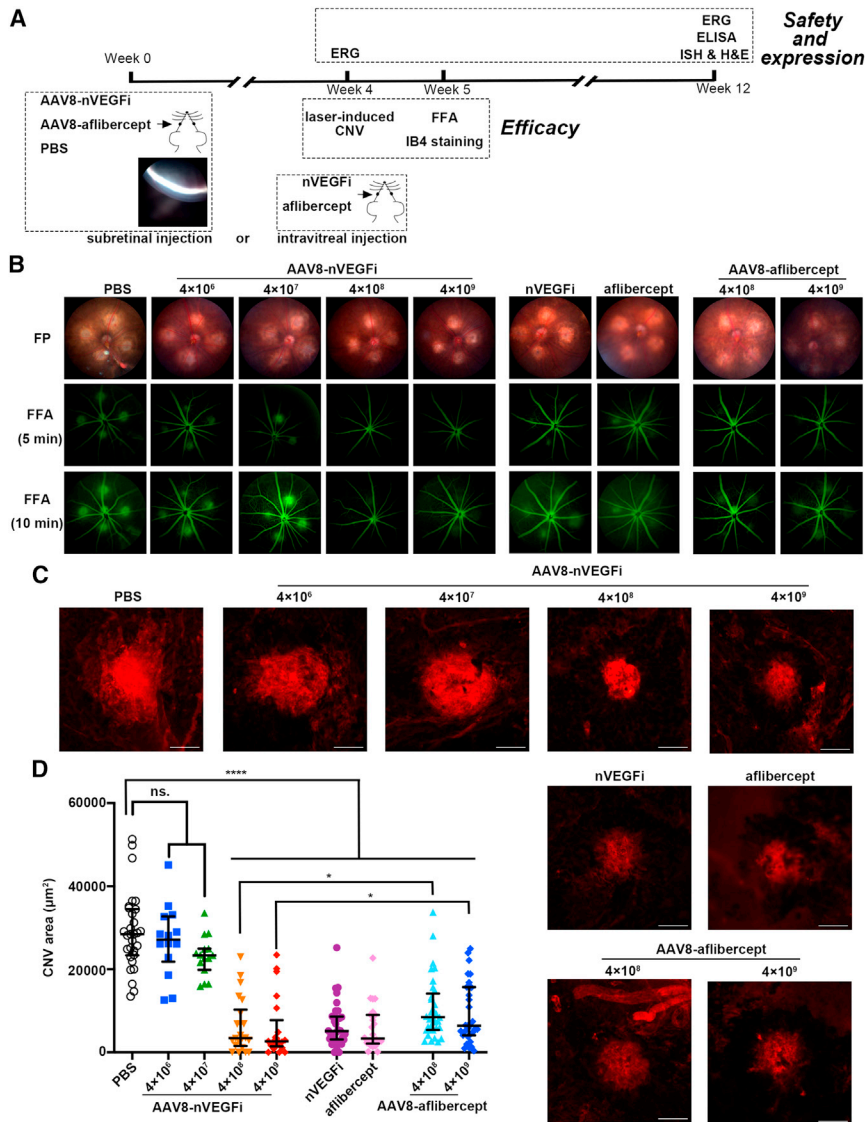 A
Week 0
ERG
Week 4
Week 5
ERG
ELISA
ISH & H&E
Week 12
Safety
and
expression
AAV8-nVEGFi
AAV8-aflibercept
PBS
laser-induced
CNV
FFA
IB4 staining
Efficacy
nVEGFi
aflibercept
subretinal injection or intravitreal injection
B
AAV8-nVEGFi
AAV8-aflibercept
PBS 4×10⁶ 4×10⁷ 4×10⁸ 4×10⁹ nVEGFi aflibercept 4×10⁸ 4×10⁹
FP
FFA
(5 min)
FFA
(10 min)
C
AAV8-nVEGFi
PBS 4×10⁶ 4×10⁷ 4×10⁸ 4×10⁹
nVEGFi aflibercept
AAV8-aflibercept
4×10⁸ 4×10⁹
D
****
ns.
*
*
60000
40000
20000
0
CNV area (µm²)
PBS 4×10⁶ 4×10⁷ 4×10⁸ 4×10⁹ nVEGFi aflibercept 4×10⁸ 4×10⁹
AAV8-nVEGFi AAV8-aflibercept